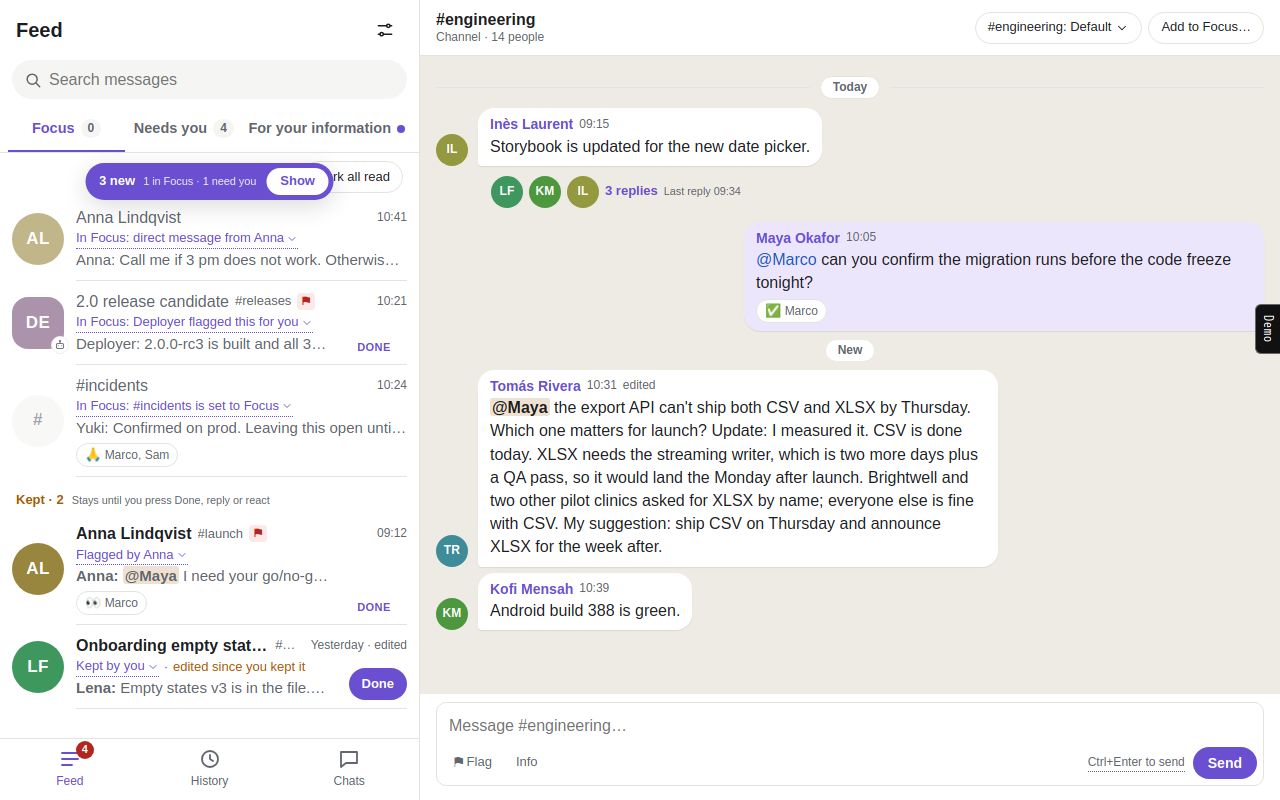 Feed
Search messages
Focus 0
Needs you 4
For your information
3 new 1 in Focus · 1 need you Show
rk all read
AL
Anna Lindqvist 10:41
In Focus: direct message from Anna
Anna: Call me if 3 pm does not work. Otherwis…
DE
2.0 release candidate #releases 10:21
In Focus: Deployer flagged this for you
Deployer: 2.0.0-rc3 is built and all 3…
DONE
#
#incidents 10:24
In Focus: #incidents is set to Focus
Yuki: Confirmed on prod. Leaving this open unti…
🙏 Marco, Sam
Kept · 2 Stays until you press Done, reply or react
AL
Anna Lindqvist #launch 09:12
Flagged by Anna
Anna: @Maya I need your go/no-g…
👀 Marco
DONE
LF
Onboarding empty stat… #… Yesterday · edited
Kept by you · edited since you kept it
Lena: Empty states v3 is in the file.…
Done
4
Feed
History
Chats
#engineering
Channel · 14 people
#engineering: Default
Add to Focus…
Today
IL
Inès Laurent 09:15
Storybook is updated for the new date picker.
LF KM IL 3 replies Last reply 09:34
Maya Okafor 10:05
@Marco can you confirm the migration runs before the code freeze
tonight?
✅ Marco
New
Tomás Rivera 10:31 edited
@Maya the export API can't ship both CSV and XLSX by Thursday.
Which one matters for launch? Update: I measured it. CSV is done
today. XLSX needs the streaming writer, which is two more days plus
a QA pass, so it would land the Monday after launch. Brightwell and
two other pilot clinics asked for XLSX by name; everyone else is fine
with CSV. My suggestion: ship CSV on Thursday and announce
XLSX for the week after.
TR
Kofi Mensah 10:39
Android build 388 is green.
KM
Message #engineering…
Flag
Info
Ctrl+Enter to send
Send
Demo